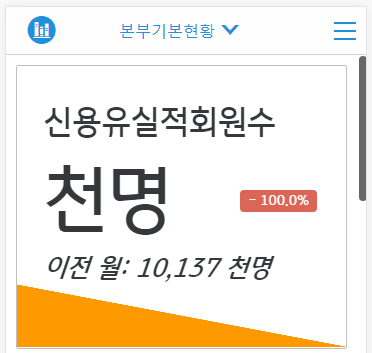 본부기본현황
신용유실적회원수
천명
- 100.0%
이전 월: 10,137 천명